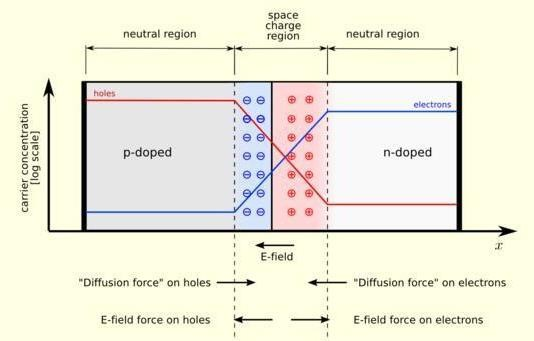 neutral region
space
charge
region
neutral region
carrier concentration
[log scale]
holes
electrons
p-doped
n-doped
x
E-field
"Diffusion force" on holes
"Diffusion force" on electrons
E-field force on holes
E-field force on electrons